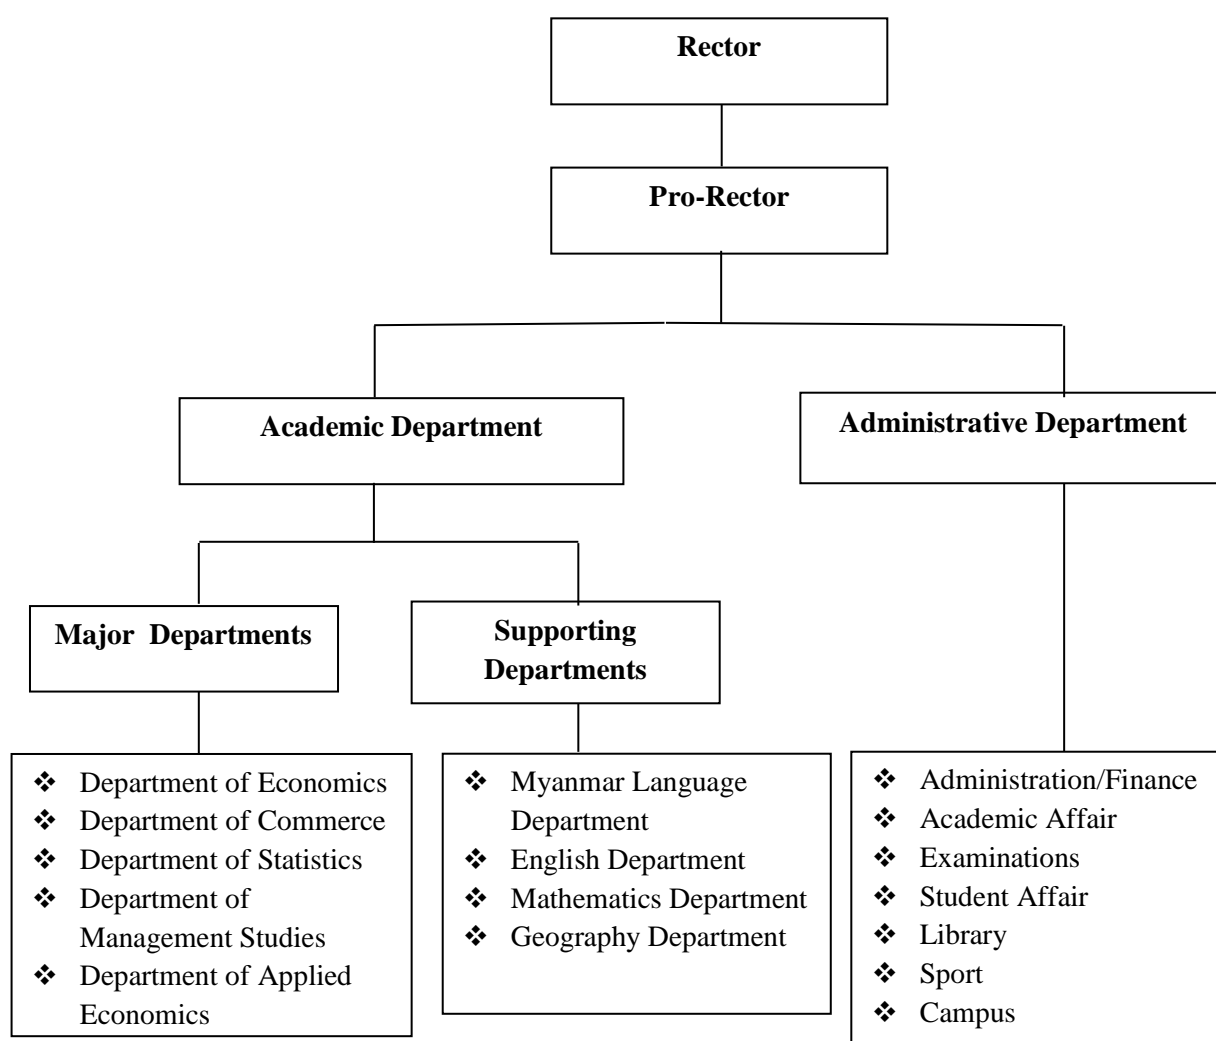 Rector
Pro-Rector
Academic Department
Administrative Department
Major Departments
Supporting
Departments
❖ Department of Economics
❖ Department of Commerce
❖ Department of Statistics
❖ Department of
Management Studies
❖ Department of Applied
Economics
❖ Myanmar Language
Department
❖ English Department
❖ Mathematics Department
❖ Geography Department
❖ Administration/Finance
❖ Academic Affair
❖ Examinations
❖ Student Affair
❖ Library
❖ Sport
❖ Campus